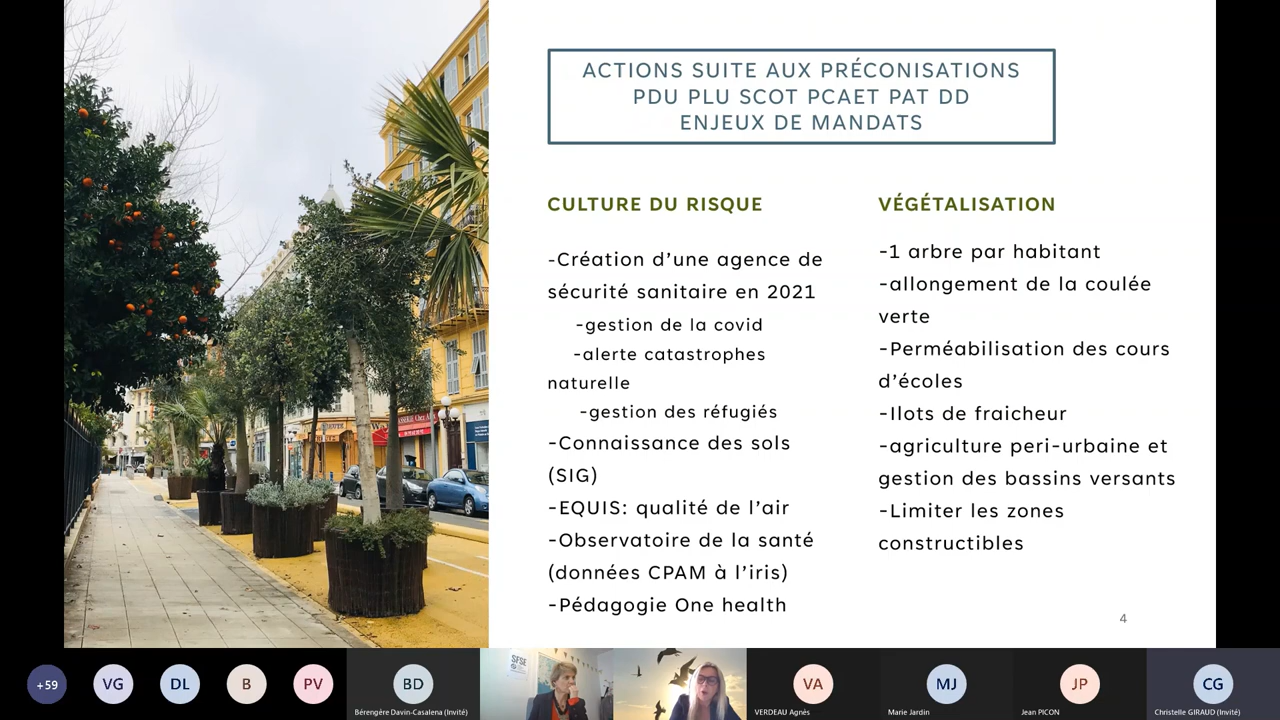 ACTIONS SUITE AUX PRÉCONISATIONS
PDU PLU SCOT PCAET PAT DD
ENJEUX DE MANDATS
CULTURE DU RISQUE
-Création d'une agence de
sécurité sanitaire en 2021
-gestion de la covid
-alerte catastrophes
naturelle
-gestion des réfugiés
-Connaissance des sols
(SIG)
-EQUIS: qualité de l'air
-Observatoire de la santé
(données CPAM à l'iris)
-Pédagogie One health
VÉGÉTALISATION
-1 arbre par habitant
-allongement de la coulée
verte
-Perméabilisation des cours
d'écoles
-Ilots de fraicheur
-agriculture peri-urbaine et
gestion des bassins versants
-Limiter les zones
constructibles
4
+59
VG
DL
B
PV
BD
Bérengère Davin-Casalena (Invité)
SFSE
VA
VERDEAU Agnès
MJ
Marie Jardin
JP
Jean PICON
CG
Christelle GIRAUD (Invité)